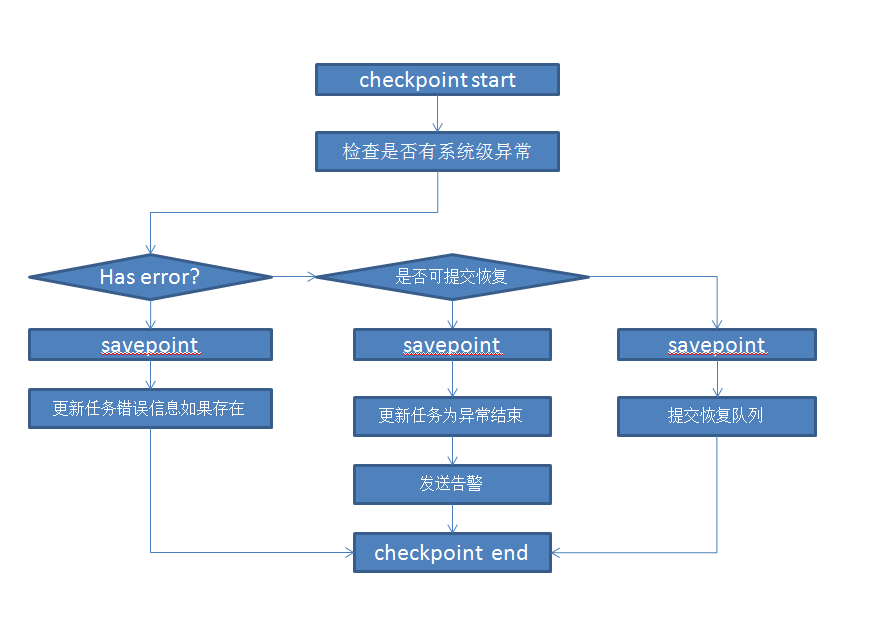 checkpoint start
检查是否有系统级异常
Has error?
是否可提交恢复
savepoint
savepoint
savepoint
更新任务错误信息如果存在
更新任务为异常结束
提交恢复队列
发送告警
checkpoint end